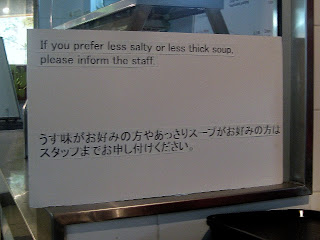 If you prefer less salty or less thick soup,
please inform the staff.
うす味がお好みの方やあっさりスープがお好みの方は
スタッフまでお申し付けください。